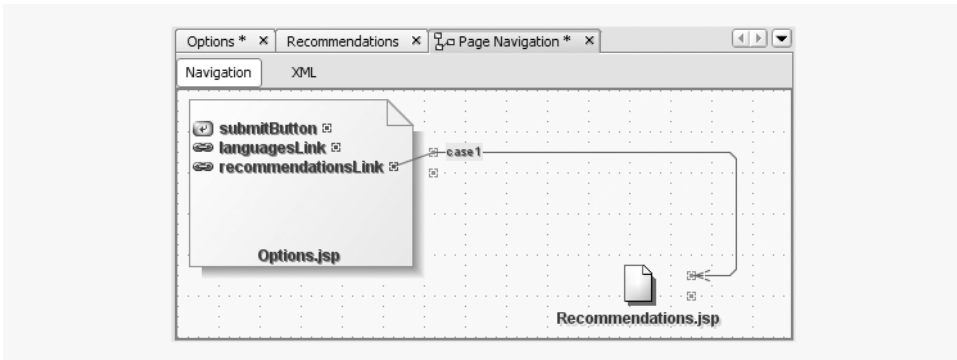 Options * × Recommendations × Page Navigation * ×
Navigation XML
submitButton
languagesLink
recommendationsLink
case1
Options.jsp
Recommendations.jsp